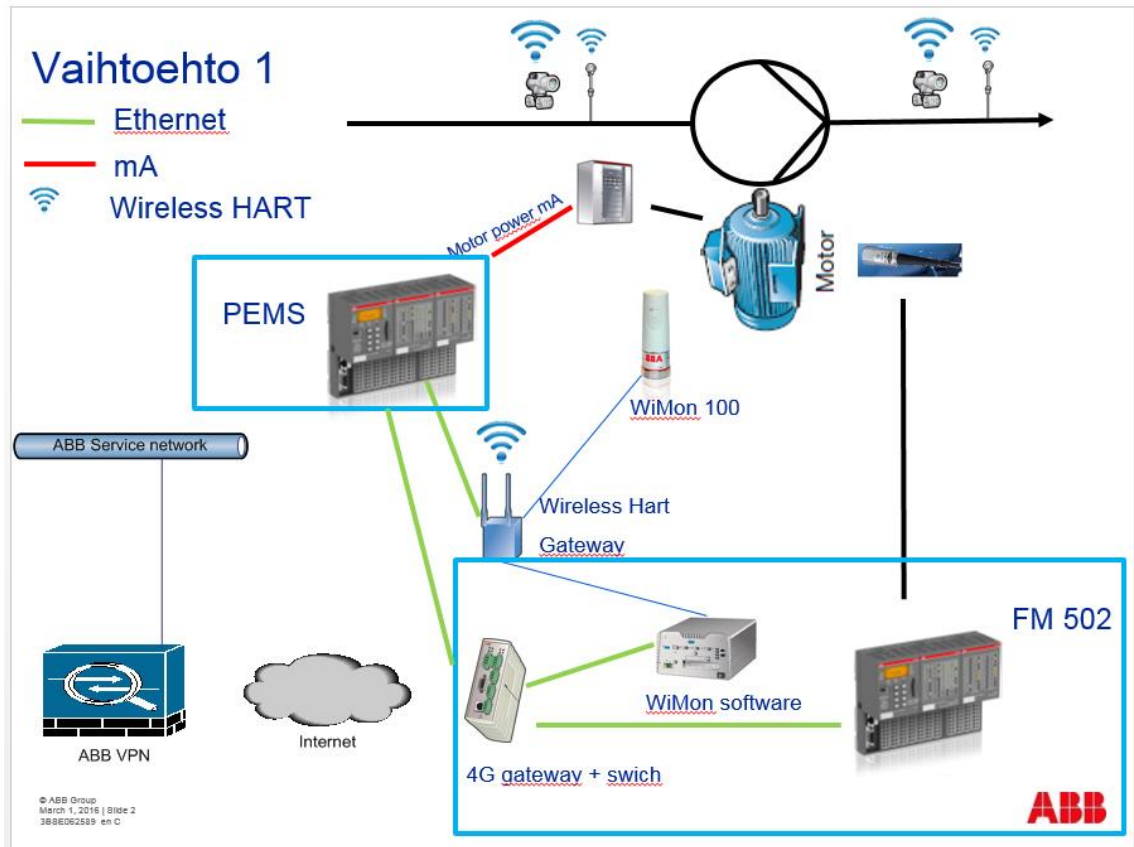 Vaihtoehto 1
Ethernet
mA
Wireless HART
Motor power mA
Motor
PEMS
ABB
WiMon 100
ABB Service network
Wireless Hart
Gateway
FM 502
WiMon software
4G gateway + swich
Internet
ABB VPN
© ABB Group
March 1, 2016 | Slide 2
3BSE062589 en C
ABB